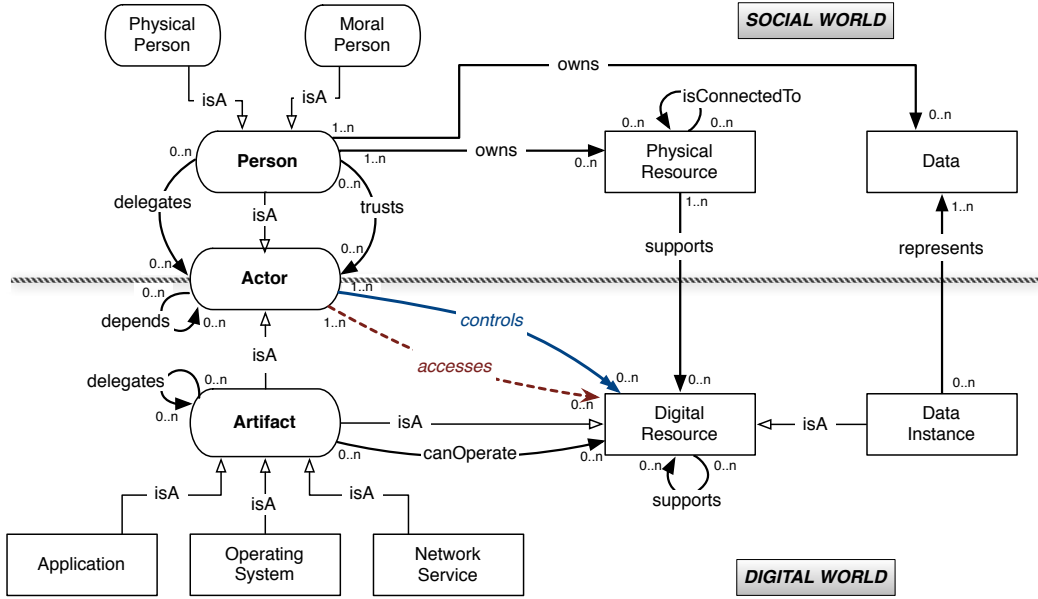 Physical
Person
Moral
Person
SOCIAL WORLD
owns
isConnectedTo
isA
isA
0..n
0..n
0..n
1..n
0..n
Person
1..n
owns
0..n
Physical
Resource
Data
0..n
delegates
isA
trusts
1..n
1..n
supports
represents
0..n
0..n
Actor
0..n
1..n
depends
0..n
1..n
controls
isA
accesses
delegates
0..n
0..n
0..n
0..n
0..n
0..n
Artifact
isA
Digital
Resource
isA
Data
Instance
0..n
canOperate
0..n
0..n
0..n
supports
isA
isA
isA
Application
Operating
System
Network
Service
DIGITAL WORLD